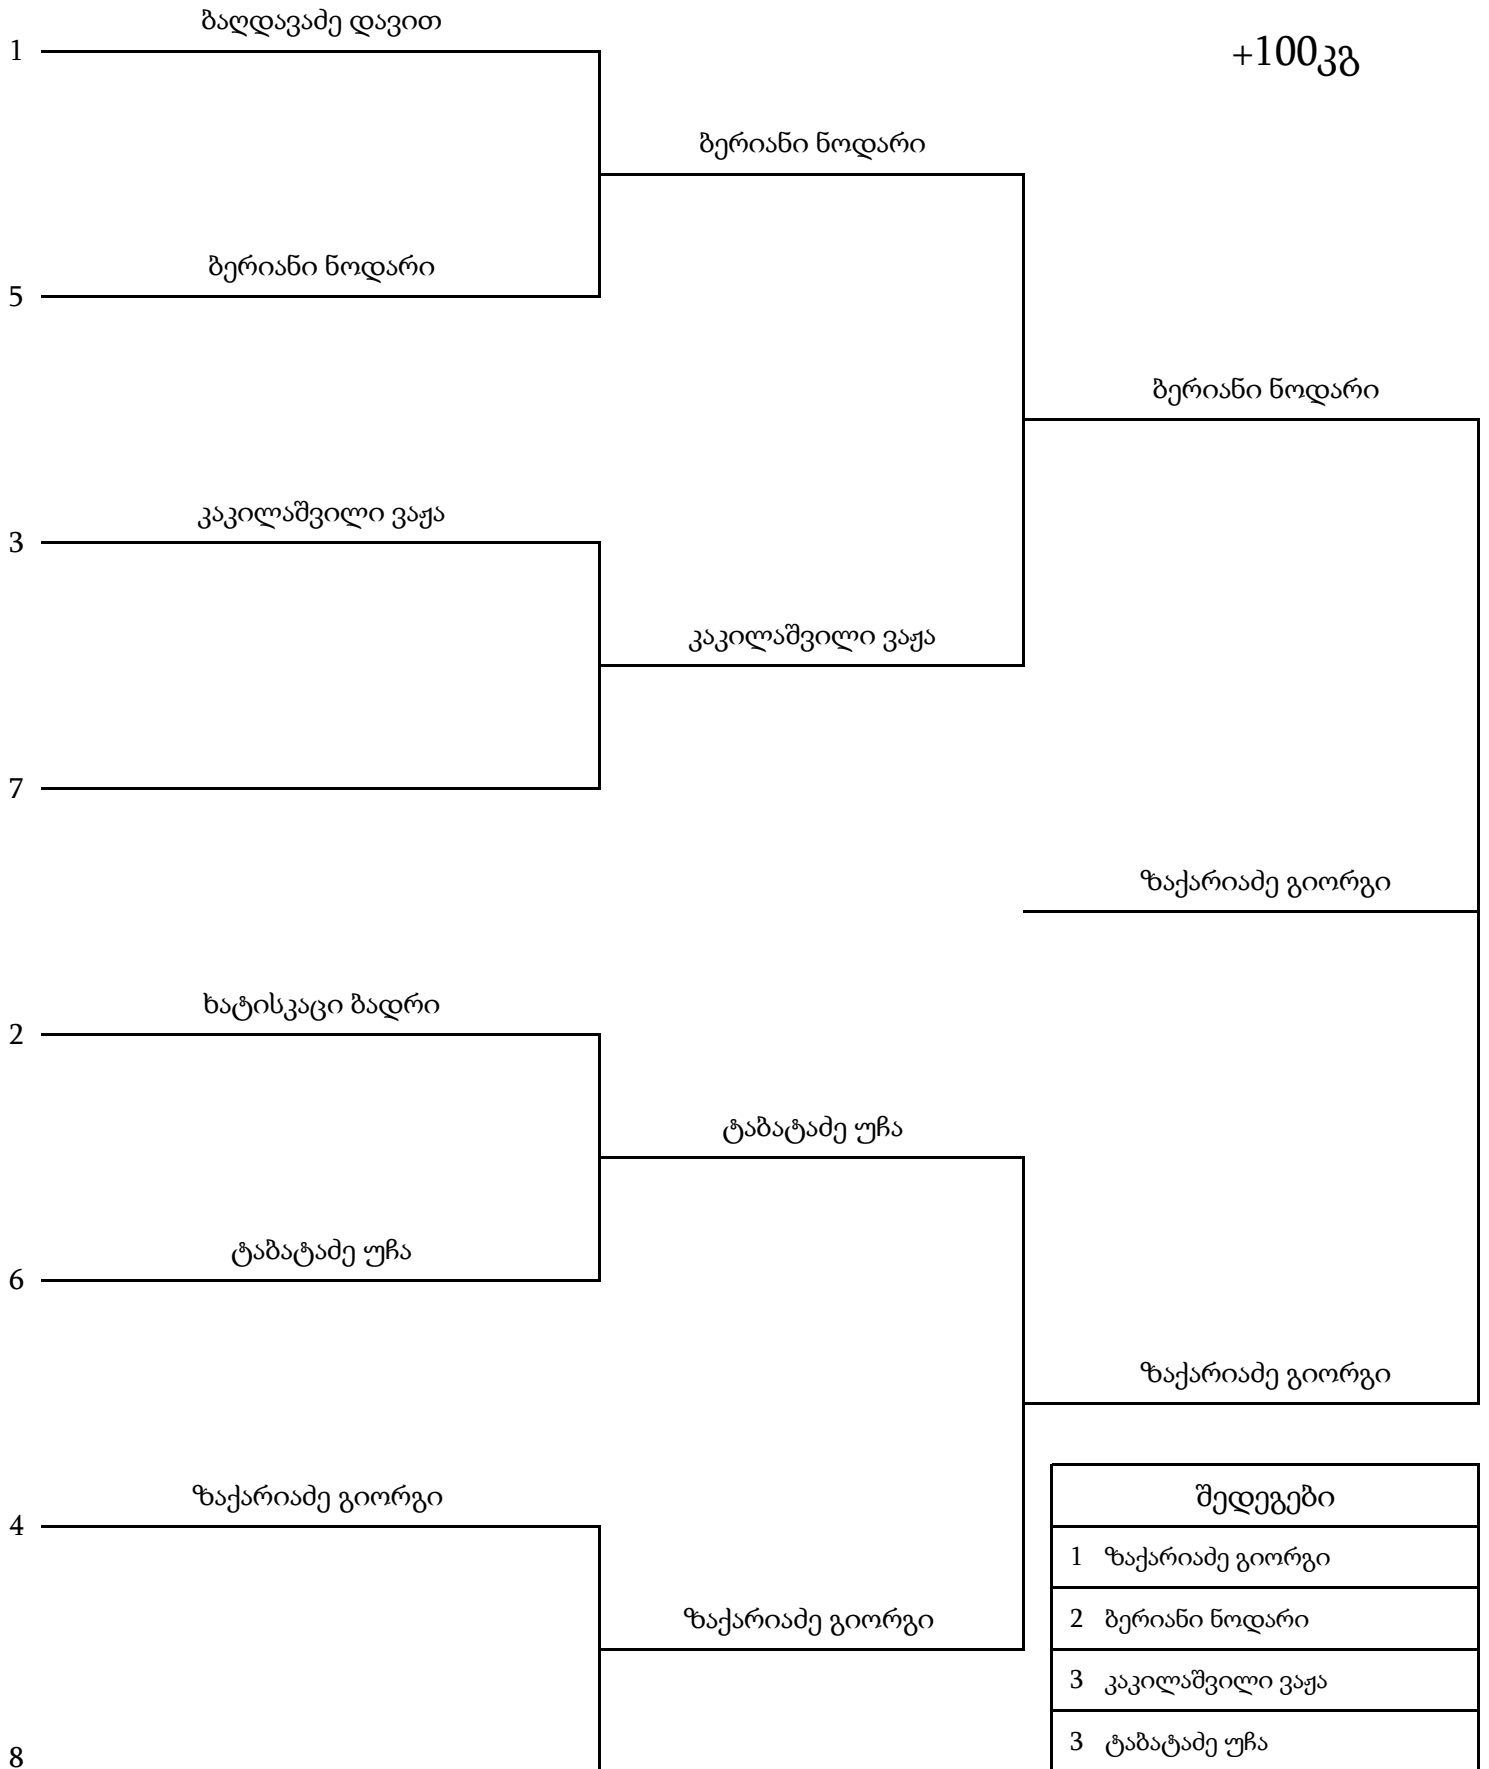 ბაღდავაძე დავით
1
+100კგ
ბერიანი ნოდარი
ბერიანი ნოდარი
5
ბერიანი ნოდარი
კაკილაშვილი ვაჟა
3
კაკილაშვილი ვაჟა
7
ზაქარიაძე გიორგი
ხატისკაცი ბადრი
2
ტაბატაძე უჩა
ტაბატაძე უჩა
6
ზაქარიაძე გიორგი
ზაქარიაძე გიორგი
4
შედეგები
1 ზაქარიაძე გიორგი
ზაქარიაძე გიორგი
2 ბერიანი ნოდარი
3 კაკილაშვილი ვაჟა
3 ტაბატაძე უჩა
8